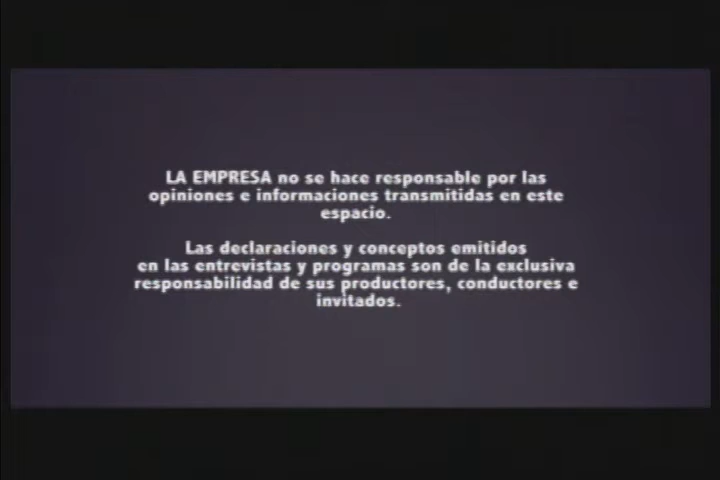 LA EMPRESA no se hace responsable por las
opiniones e informaciones transmitidas en este
espacio.
Las declaraciones y conceptos emitidos
en las entrevistas y programas son de la exclusiva
responsabilidad de sus productores, conductores e
invitados.